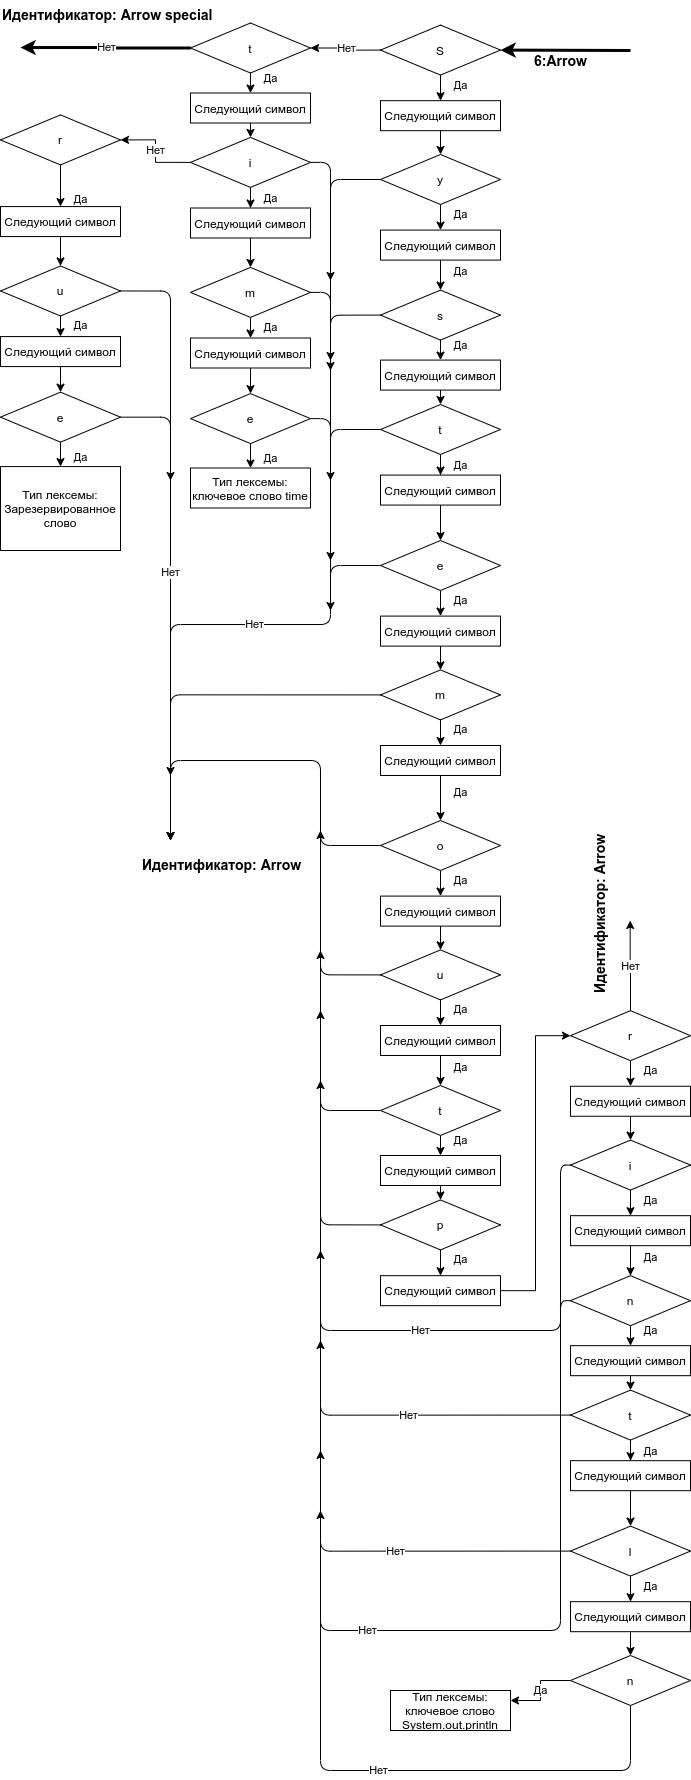 Идентификатор: Arrow special
Нет
t
Нет
S
6:Arrow
Да
Да
Следующий символ
Следующий символ
r
Нет
i
y
Да
Да
Да
Следующий символ
Следующий символ
Следующий символ
Да
u
m
s
Да
Да
Да
Следующий символ
Следующий символ
Следующий символ
e
e
t
Да
Да
Да
Тип лексемы:
Зарезервированное
слово
Тип лексемы:
ключевое слово time
Следующий символ
Нет
e
Да
Нет
Следующий символ
m
Да
Следующий символ
Да
o
Идентификатор: Arrow
Да
Следующий символ
Идентификатор: Arrow
Нет
u
Да
Следующий символ
r
Да
Да
t
Следующий символ
Да
Следующий символ
i
Да
p
Следующий символ
Да
Да
Следующий символ
n
Нет
Да
Следующий символ
Нет
t
Да
Следующий символ
Нет
l
Да
Следующий символ
Нет
n
Да
Тип лексемы:
ключевое слово
System.out.println
Нет